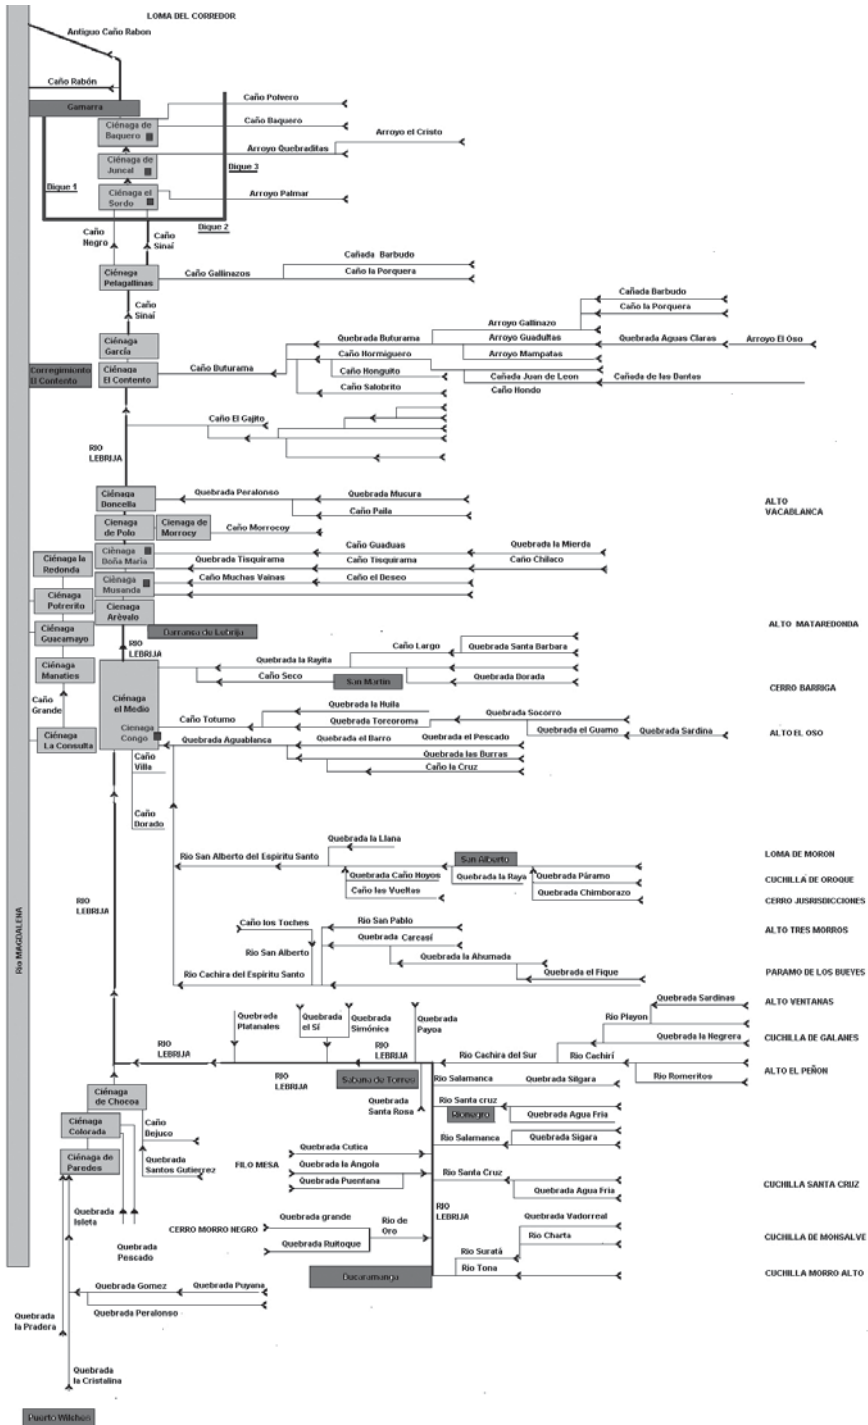 LOMA DEL CORREDOR
Antiguo Caño Rabon
Caño Rabón
Gamarra
Caño Polvero
Ciénaga de
Baquero
Caño Baquero
Arroyo el Cristo
Ciénaga de
Juncal
Arroyo Quebraditas
Dique 3
Dique 1
Ciénaga el
Sordo
Arroyo Palmar
Dique 2
Caño
Negro
Caño
Sinaí
Cañada Barbudo
Ciénaga
Pelagallinas
Caño Gallinazos
Caño la Porquera
Cañada Barbudo
Caño
Sinaí
Caño la Porquera
Arroyo Gallinazo
Ciénaga
García
Quebrada Buturama
Arroyo Guadultas
Quebrada Aguas Claras
Arroyo El Oso
Caño Hormiguero
Arroyo Mampatas
Corregimiento
El Contento
Ciénaga
El Contento
Caño Buturama
Caño Honguito
Cañada Juan de Leon
Cañada de las Dantas
Caño Salobrito
Caño Hondo
Caño El Gajito
RIO
LEBRIJA
Ciénaga
Doncella
Quebrada Peralonso
Quebrada Mucura
ALTO
VACABLANCA
Caño Paila
Cienaga
de Polo
Cienaga de
Morrocy
Caño Morrocoy
Ciénaga la
Redonda
Ciénaga
Doña María
Caño Guaduas
Quebrada la Mierda
Quebrada Tisquirama
Caño Tisquirama
Caño Chilaco
Ciénaga
Musanda
Caño Muchas Vainas
Caño el Deseo
Ciénaga
Potrerito
Cienaga
Arévalo
Ciénaga
Guacamayo
Barranca de Lebrija
ALTO MATAREDONDA
RIO
LEBRIJA
Caño Largo
Quebrada Santa Barbara
Ciénaga
Manatíes
Quebrada la Rayita
Caño Seco
San Martín
Quebrada Dorada
CERRO BARRIGA
Caño
Grande
Ciénaga
el Medio
Quebrada la Huila
Caño Totumo
Quebrada Torcoroma
Quebrada Socorro
Cienaga
Congo
Quebrada el Guamo
Quebrada Sardina
ALTO EL OSO
Ciénaga
La Consulta
Quebrada Aguablanca
Quebrada el Barro
Quebrada el Pescado
Quebrada las Burras
Caño
Villa
Caño la Cruz
Caño
Dorado
Quebrada la Llana
Rio San Alberto del Espiritu Santo
San Alberto
LOMA DE MORON
Quebrada Caño Hoyos
Quebrada la Raya
Quebrada Páramo
CUCHILLA DE OROQUE
Caño las Vueltas
Quebrada Chimborazo
CERRO JUSRISDICCIONES
RIO
LEBRIJA
Caño los Toches
Rio San Pablo
ALTO TRES MORROS
Quebrada Carcasí
Rio San Alberto
Quebrada la Ahumada
Rio Cachira del Espiritu Santo
Quebrada el Fique
PARAMO DE LOS BUEYES
Rio MAGDALENA
Quebrada Sardinas
ALTO VENTANAS
Quebrada
Platanales
Quebrada
el Sí
Quebrada
Simónica
Quebrada
Payoa
Rio Playon
Quebrada la Negrera
CUCHILLA DE GALANES
RIO
LEBRIJA
RIO
LEBRIJA
Rio Cachira del Sur
Rio Cachirí
RIO
LEBRIJA
Sabana de Torres
Rio Salamanca
Quebrada Silgara
Rio Romeritos
ALTO EL PEÑON
Ciénaga
de Chocoa
Quebrada
Santa Rosa
Rio Santa cruz
Rionegro
Quebrada Agua Fria
Ciénaga
Colorada
Caño
Bejuco
Rio Salamanca
Quebrada Sigara
Quebrada Cutica
Ciénaga de
Paredes
Quebrada
Santos Gutierrez
FILO MESA
Quebrada la Angola
Rio Santa Cruz
Quebrada Puentana
Quebrada Agua Fria
CUCHILLA SANTA CRUZ
Quebrada
Isleta
RIO
LEBRIJA
Quebrada grande
Rio de
Oro
Quebrada Vadorreal
CERRO MORRO NEGRO
Rio Charta
CUCHILLA DE MONSALVE
Quebrada
Pescado
Quebrada Ruitoque
Rio Suratá
Rio Tona
Bucaramanga
CUCHILLA MORRO ALTO
Quebrada Gomez
Quebrada Puyana
Quebrada Peralonso
Quebrada
la Pradera
Quebrada
la Cristalina
Puerto Wilches